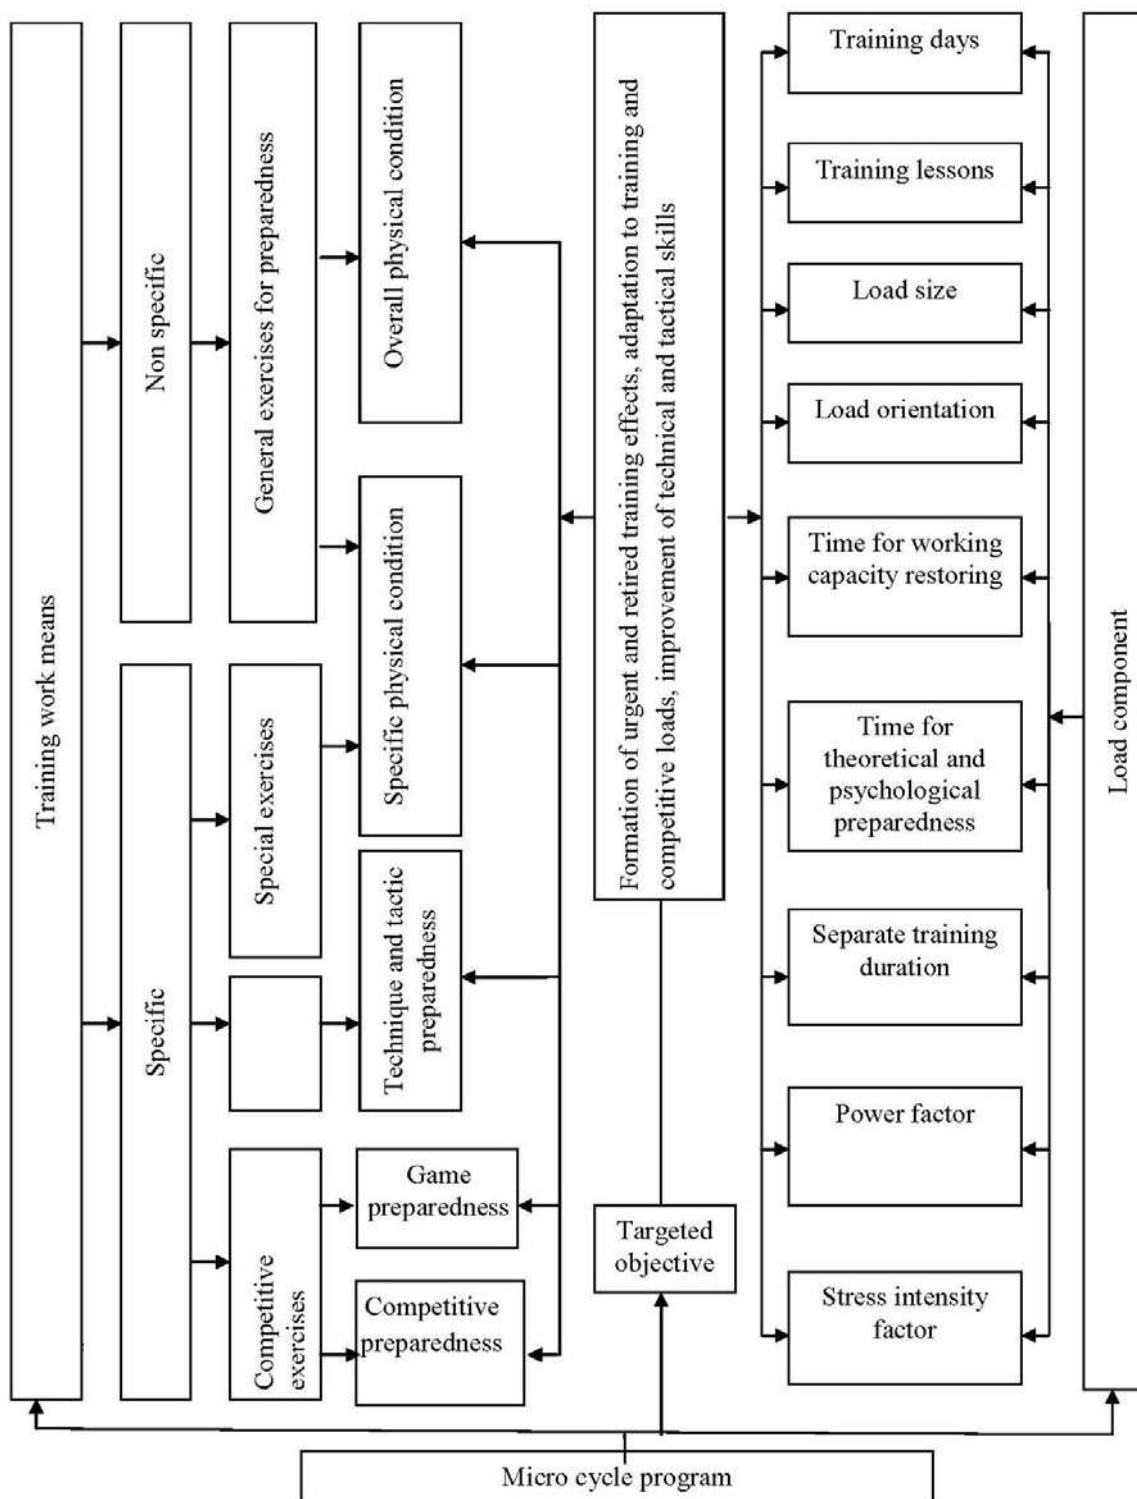 Training work means
Non specific
Specific
General exercises for preparedness
Special exercises
Competitive
exercises
Overall physical condition
Specific physical condition
Technique and tactic
preparedness
Game
preparedness
Competitive
preparedness
Formation of urgent and retired training effects, adaptation to training and
competitive loads, improvement of technical and tactical skills
Targeted
objective
Training days
Training lessons
Load size
Load orientation
Time for working
capacity restoring
Time for
theoretical and
psychological
preparedness
Separate training
duration
Power factor
Stress intensity
factor
Load component
Micro cycle program